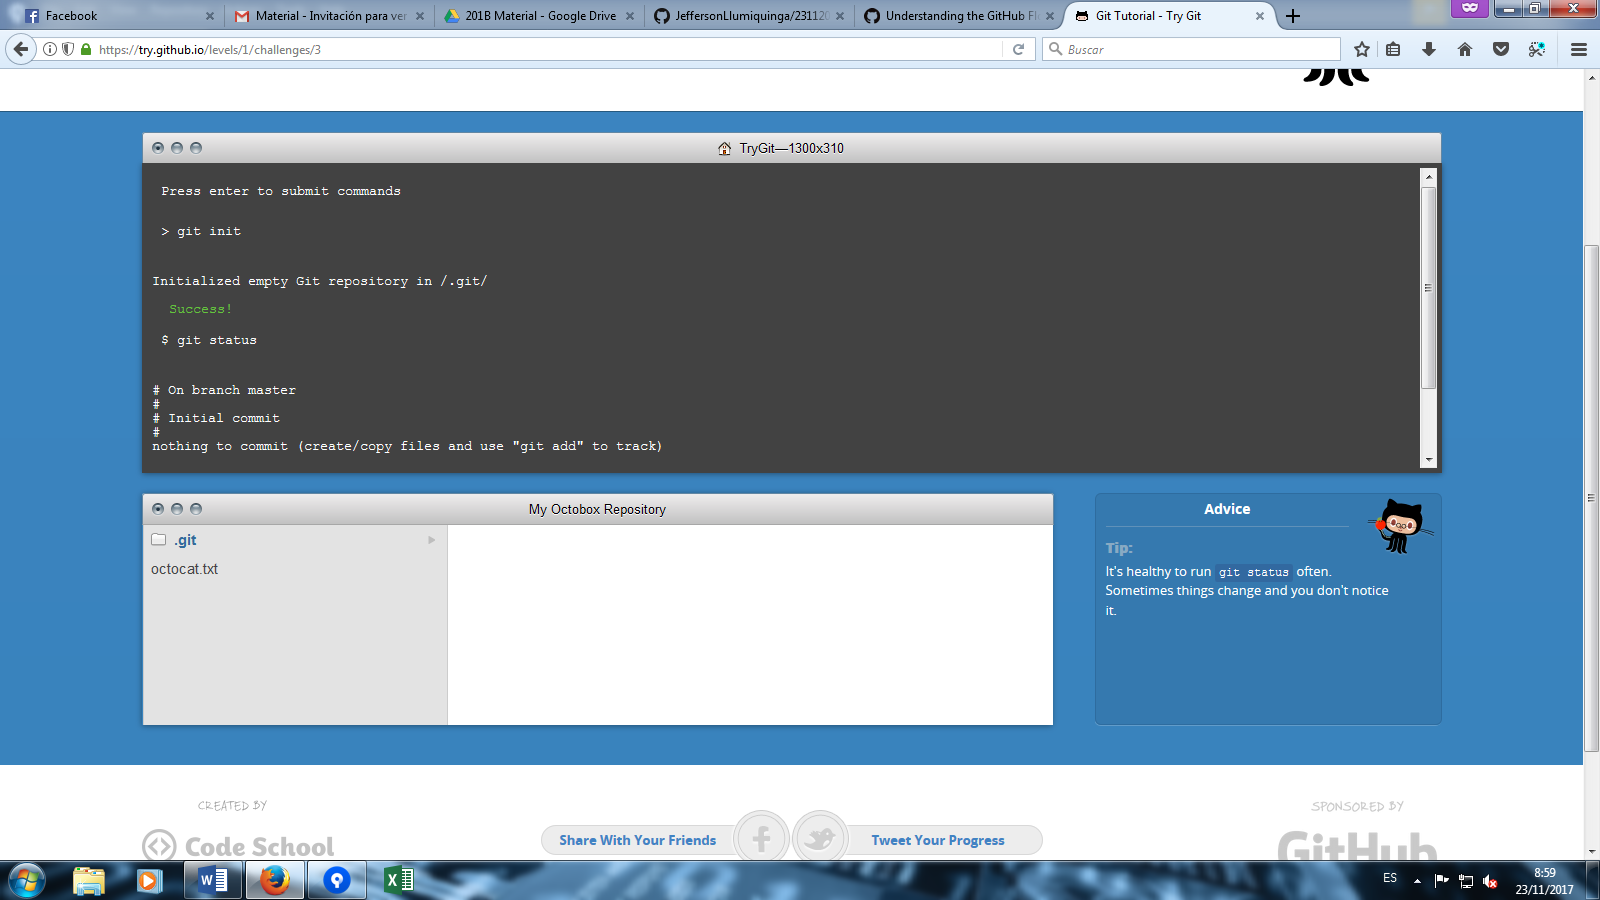 Facebook
Material - Invitación para ver
201B Material - Google Drive
JeffersonLlumiquinga/23112
Understanding the GitHub Fl
Git Tutorial - Try Git
https://try.github.io/levels/1/challenges/3
Buscar
TryGit—1300x310
Press enter to submit commands
> git init
Initialized empty Git repository in /.git/
Success!
$ git status
# On branch master
#
# Initial commit
#
nothing to commit (create/copy files and use "git add" to track)
My Octobox Repository
.git
octocat.txt
Advice
Tip:
It's healthy to run git status often.
Sometimes things change and you don't notice
it.
CREATED BY
Code School
Share With Your Friends
Tweet Your Progress
SPONSORED BY
GitHub
ES
8:59
23/11/2017